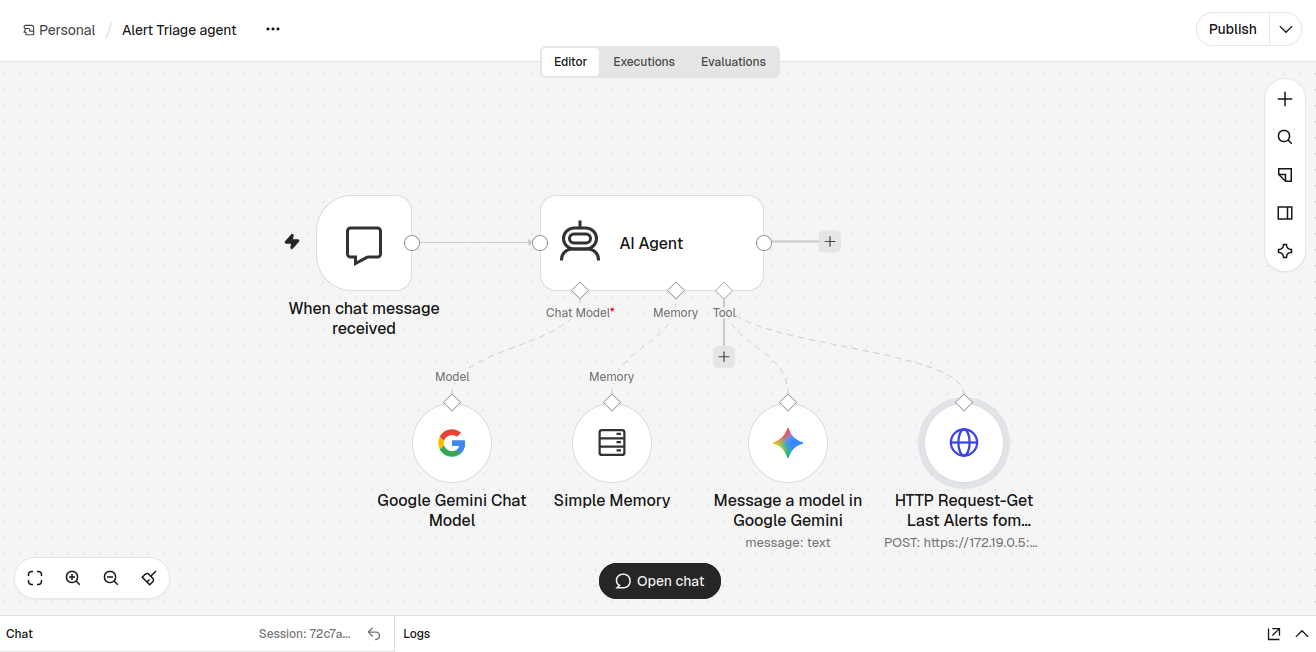 Personal / Alert Triage agent ...
Publish
Editor Executions Evaluations
AI Agent
When chat message
received
Chat Model* Memory Tool
Model Memory
Google Gemini Chat
Model
Simple Memory
Message a model in
Google Gemini
message: text
HTTP Request-Get
Last Alerts fom...
POST: https://172.19.0.5:...
Open chat
Chat Session: 72c7a... Logs